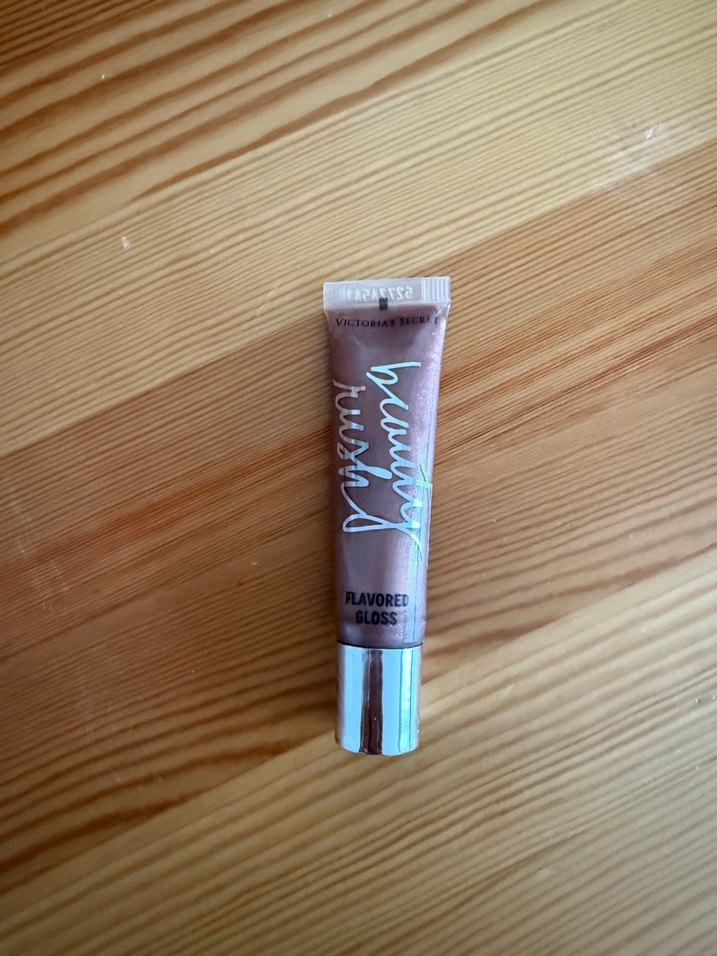 VICTORIA'S SECRET
beauty
rush
FLAVORED
GLOSS